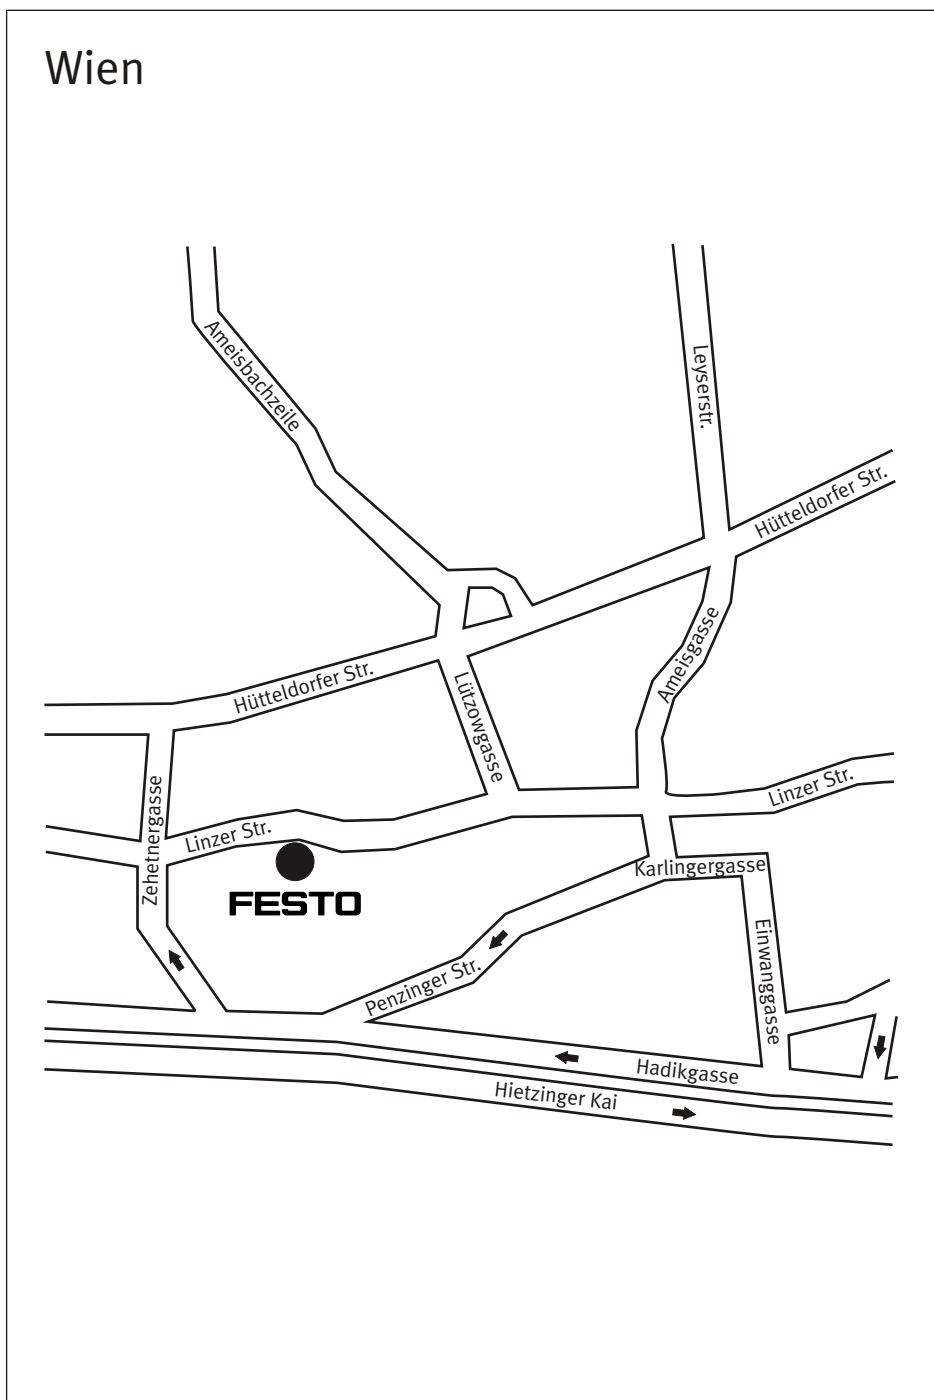 Wien
Ameisbachzeile
Leyserstr.
Hütteldorfer Str.
Ameisgasse
Hütteldorfer Str.
Lützowgasse
Linzer Str.
Zehetnergasse
Linzer Str.
Karlingergasse
FESTO
Einwanggasse
Penzinger Str.
Hadikgasse
Hietzinger Kai